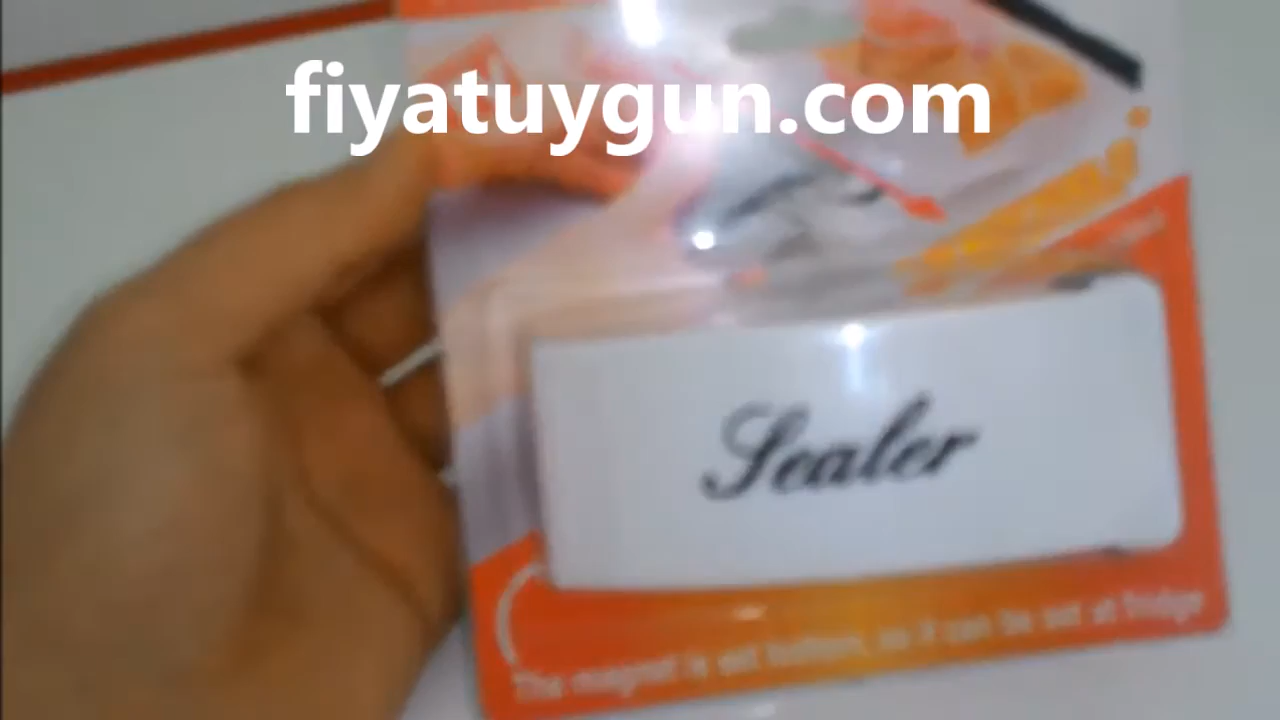 fiyatuygun.com
Sealer
The magnet is set bottom, so it can be set at fridge